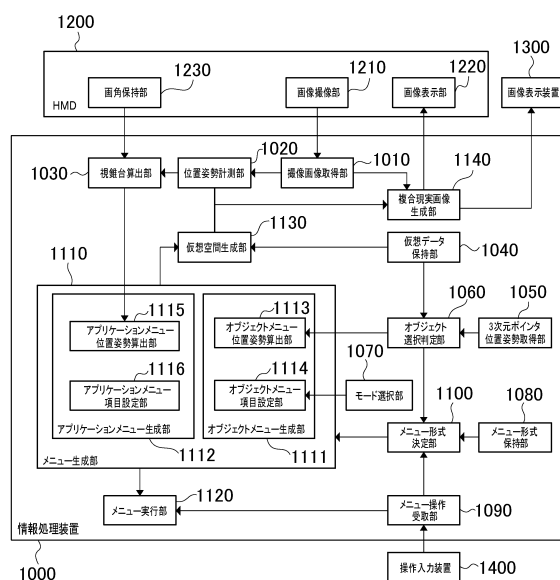 1200
1230
1210
1220
1300
画角保持部
画像撮像部
画像表示部
画像表示装置
HMD
1030
1020
1010
1140
視錐台算出部
位置姿勢計測部
撮像画像取得部
複合現実画像
生成部
1130
仮想空間生成部
仮想データ
保持部
1040
1110
1115
アプリケーションメニュー
位置姿勢算出部
1113
オブジェクトメニュー
位置姿勢算出部
1060
オブジェクト
選択判定部
1050
3次元ポインタ
位置姿勢取得部
1116
アプリケーションメニュー
項目設定部
1114
オブジェクトメニュー
項目設定部
1070
モード選択部
アプリケーションメニュー生成部
オブジェクトメニュー生成部
メニュー生成部
1112
1111
1100
メニュー形式
決定部
1080
メニュー形式
保持部
1120
メニュー実行部
メニュー操作
受取部
1090
情報処理装置
1000
操作入力装置
1400